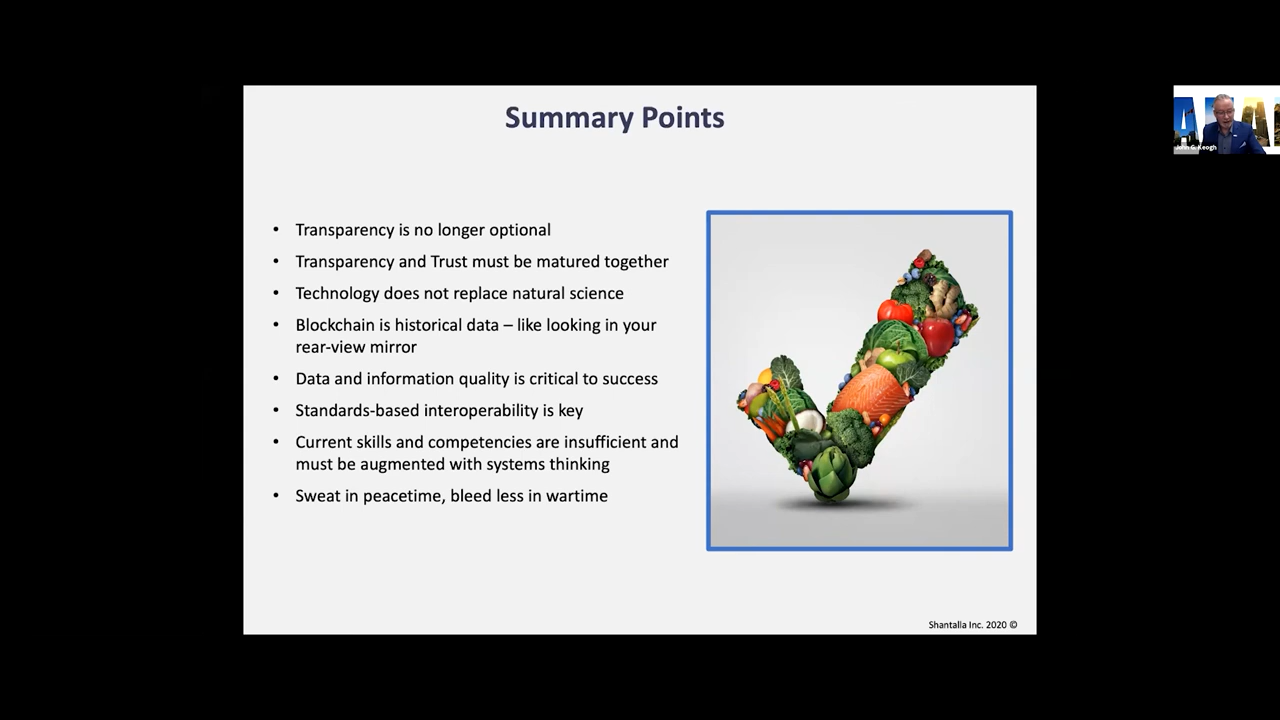 Summary Points
• Transparency is no longer optional
• Transparency and Trust must be matured together
• Technology does not replace natural science
• Blockchain is historical data – like looking in your
rear-view mirror
• Data and information quality is critical to success
• Standards-based interoperability is key
• Current skills and competencies are insufficient and
must be augmented with systems thinking
• Sweat in peacetime, bleed less in wartime
Shantalla Inc. 2020 ©
John G. Keogh